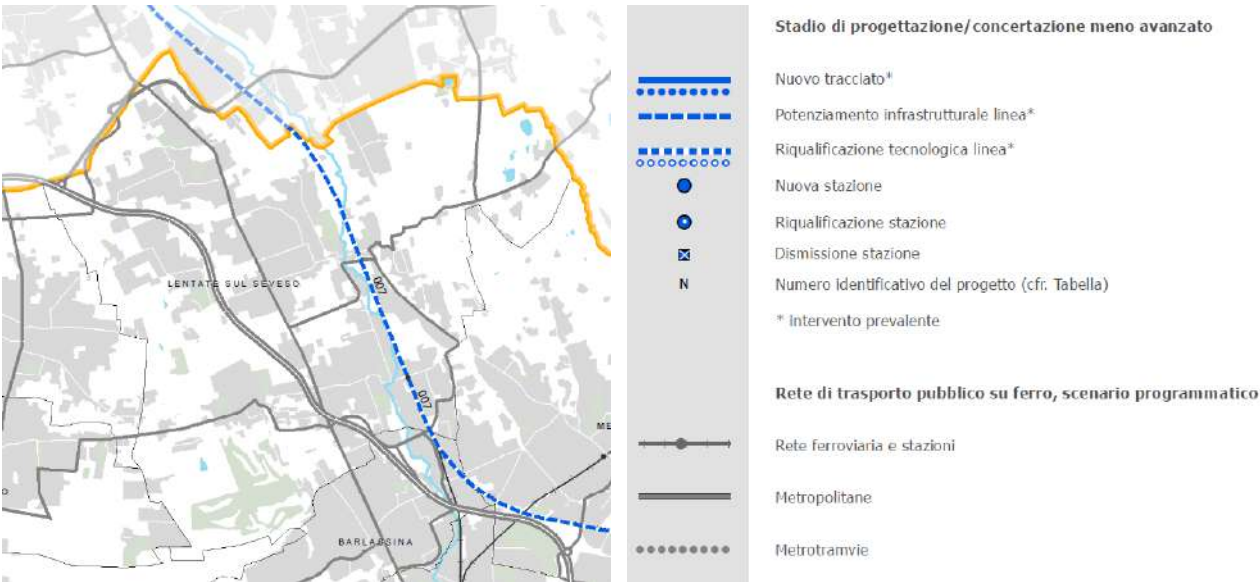 LENTATE SUL SEVESO
007
007
ME
BARLASSINA
Stadio di progettazione/concertazione meno avanzato
Nuovo tracciato*
Potenziamento infrastrutturale linea*
Riqualificazione tecnologica linea*
Nuova stazione
Riqualificazione stazione
Dismissione stazione
N Numero identificativo del progetto (cfr. Tabella)
* Intervento prevalente
Rete di trasporto pubblico su ferro, scenario programmatico
Rete ferroviaria e stazioni
Metropolitane
Metrotramvie